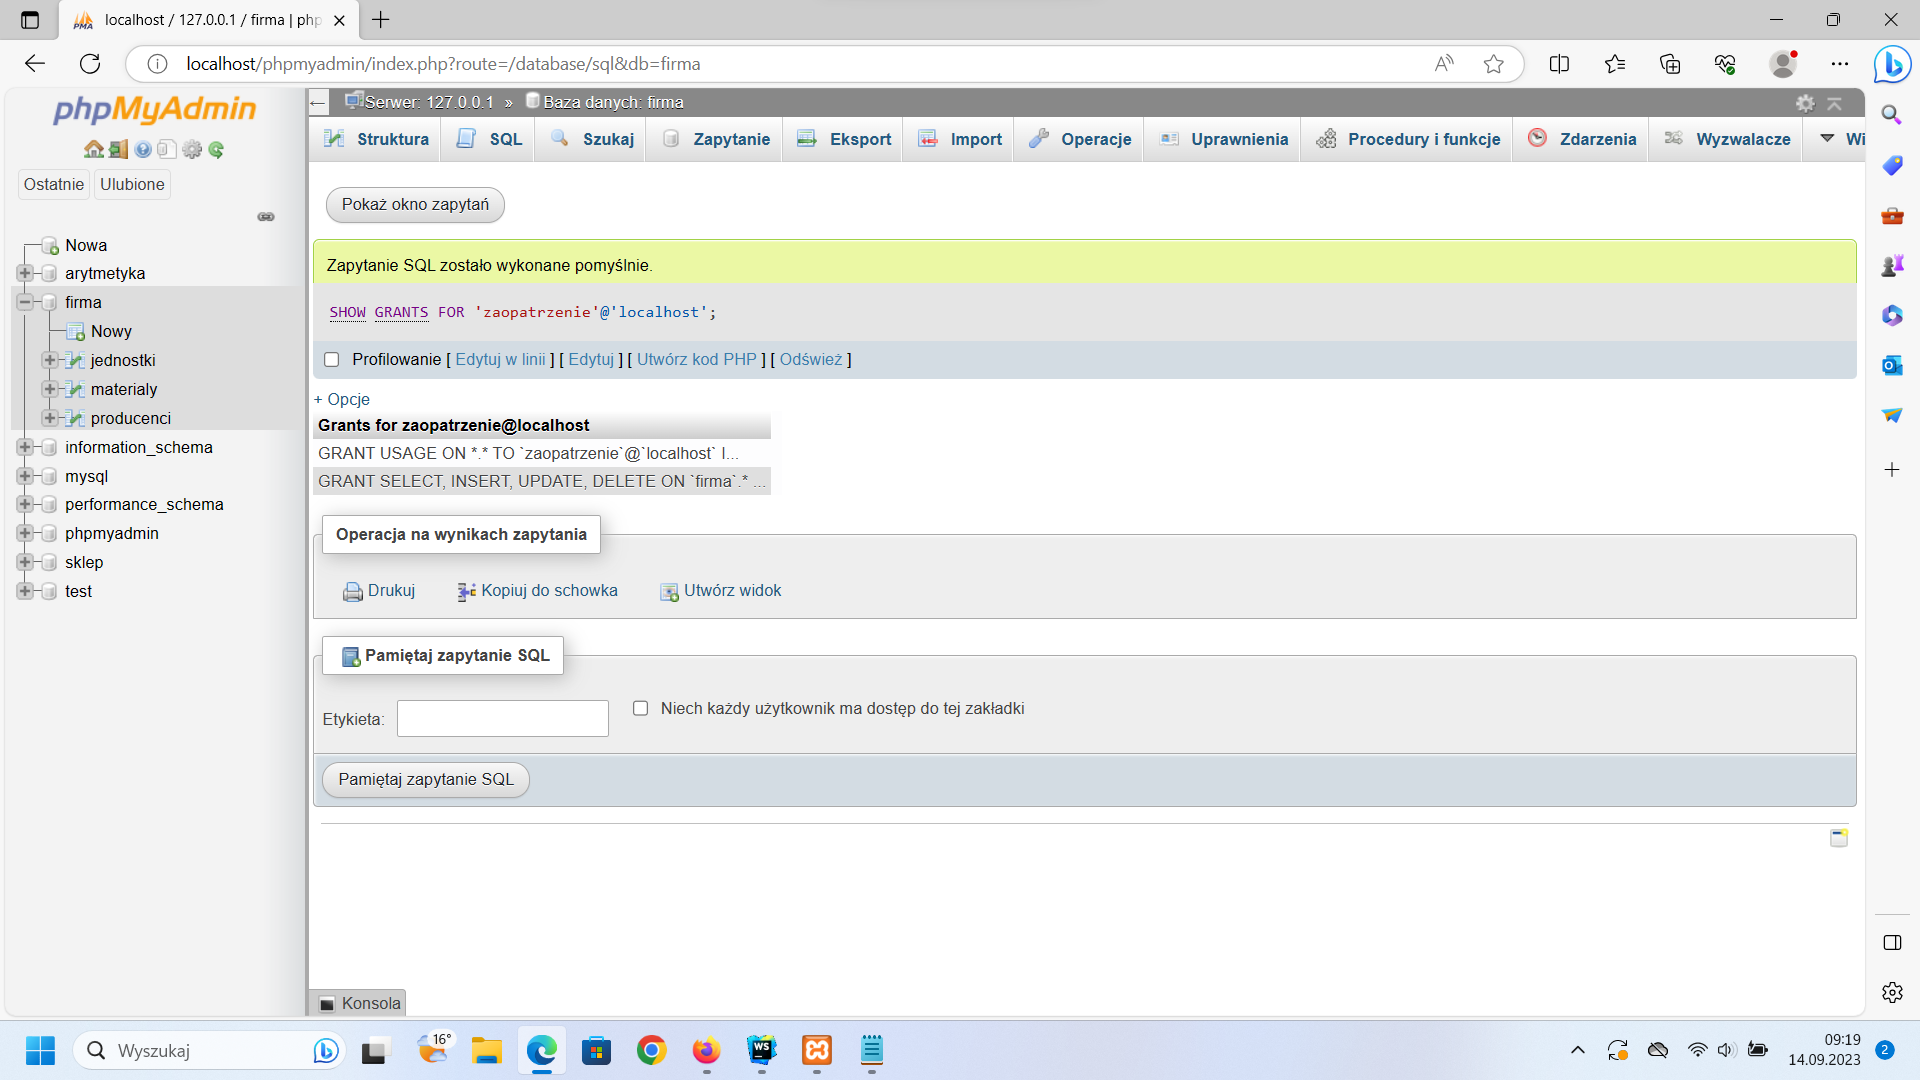 localhost / 127.0.0.1 / firma | php
localhost/phpmyadmin/index.php?route=/database/sql&db=firma
phpMyAdmin
Ostatnie
Ulubione
Nowa
arytmetyka
firma
Nowy
jednostki
materialy
producenci
information_schema
mysql
performance_schema
phpmyadmin
sklep
test
Serwer: 127.0.0.1 » Baza danych: firma
Struktura
SQL
Szukaj
Zapytanie
Eksport
Import
Operacje
Uprawnienia
Procedury i funkcje
Zdarzenia
Wyzwalacze
Wi
Pokaż okno zapytań
Zapytanie SQL zostało wykonane pomyślnie.
SHOW GRANTS FOR 'zaopatrzenie'@'localhost';
Profilowanie [ Edytuj w linii ] [ Edytuj ] [ Utwórz kod PHP ] [ Odśwież ]
+ Opcje
Grants for zaopatrzenie@localhost
GRANT USAGE ON *.* TO `zaopatrzenie`@`localhost` I...
GRANT SELECT, INSERT, UPDATE, DELETE ON `firma`.* ...
Operacja na wynikach zapytania
Drukuj
Kopiuj do schowka
Utwórz widok
Pamiętaj zapytanie SQL
Etykieta:
Niech każdy użytkownik ma dostęp do tej zakładki
Pamiętaj zapytanie SQL
Konsola
Wyszukaj
16°
WS
09:19
14.09.2023
2